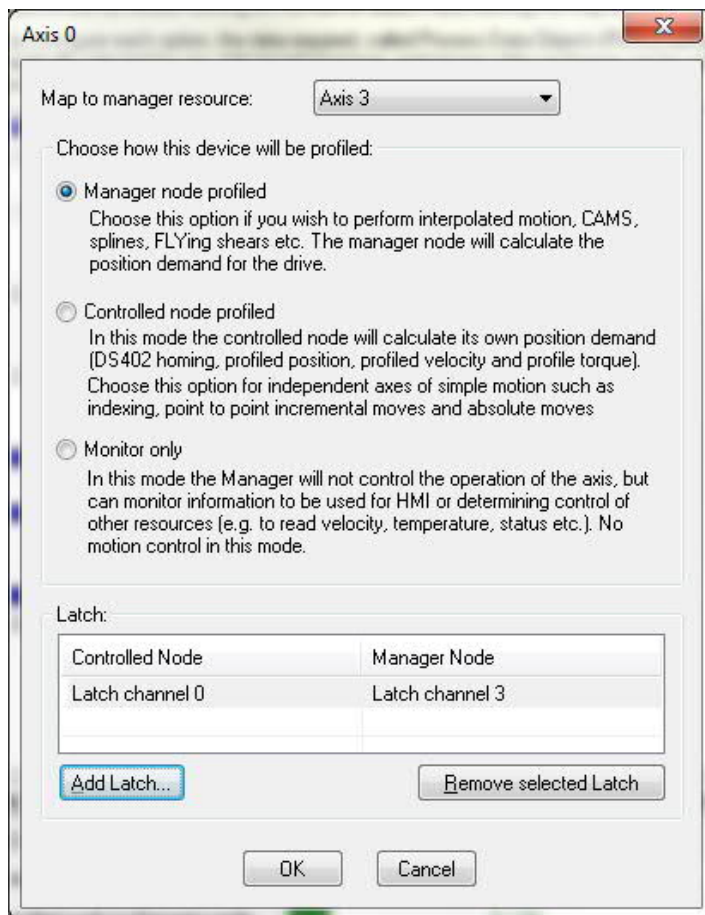 Axis 0
Map to manager resource:
Axis 3
Choose how this device will be profiled:
Manager node profiled
Choose this option if you wish to perform interpolated motion, CAMS,
splines, FLYing shears etc. The manager node will calculate the
position demand for the drive.
Controlled node profiled
In this mode the controlled node will calculate its own position demand
(DS402 homing, profiled position, profiled velocity and profile torque).
Choose this option for independent axes of simple motion such as
indexing, point to point incremental moves and absolute moves
Monitor only
In this mode the Manager will not control the operation of the axis, but
can monitor information to be used for HMI or determining control of
other resources (e.g. to read velocity, temperature, status etc.). No
motion control in this mode.
Latch:
Controlled Node Manager Node
Latch channel 0 Latch channel 3
Add Latch... Remove selected Latch
OK Cancel